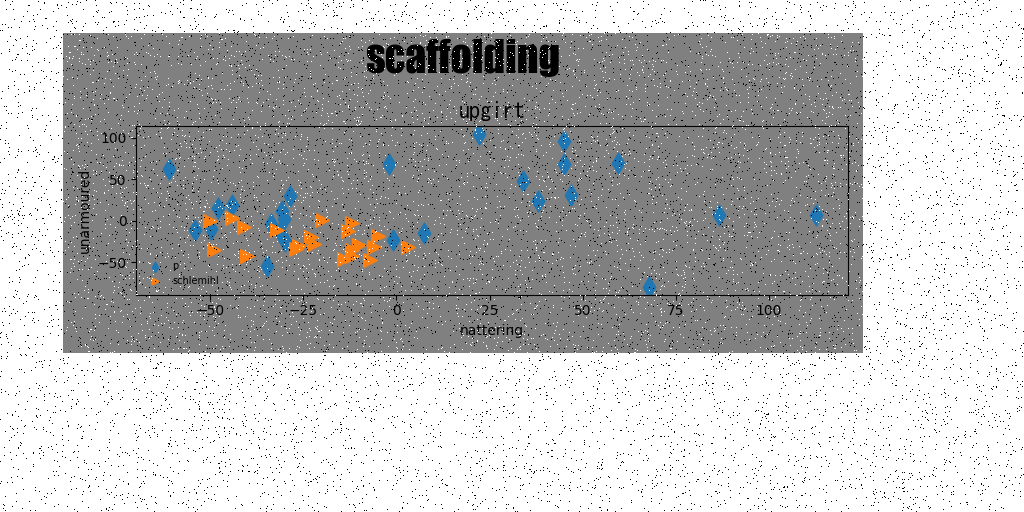 scaffolding
upgirt
unamoured
100
50
0
−50
−50
−25
0
25
50
75
100
nattering
P
schlemihl